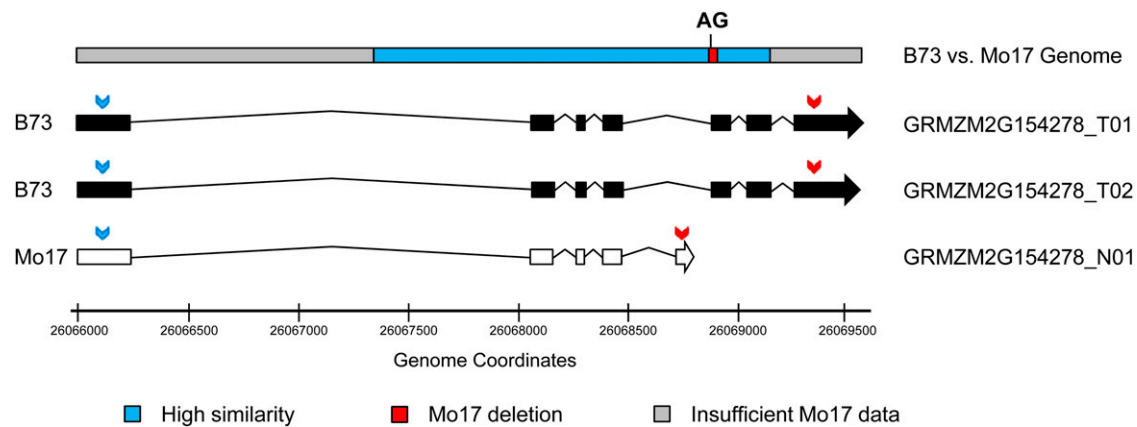 AG
B73 vs. Mo17 Genome
B73
GRMZM2G154278_T01
B73
GRMZM2G154278_T02
Mo17
GRMZM2G154278_N01
26066000 26066500 26067000 26067500 26068000 26068500 26069000 26069500
Genome Coordinates
High similarity
Mo17 deletion
Insufficient Mo17 data